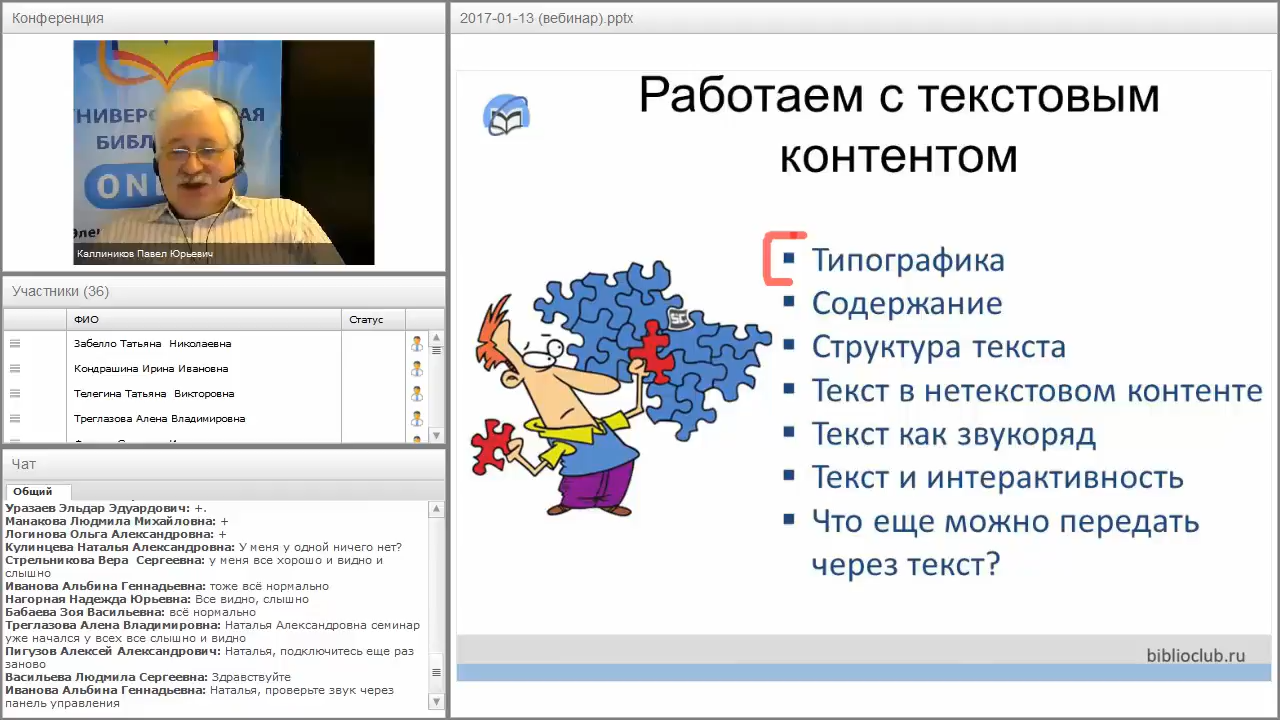 Конференция
УНИВЕР
АЯ
БИБЛ
ON
Каллиников Павел Юрьевич
Участники (36)
ФИО
Статус
Забелло Татьяна Николаевна
Кондрашина Ирина Ивановна
Телегина Татьяна Викторовна
Треглазова Алена Владимировна
Чат
Общий
Уразаев Эльдар Эдуардович: +.
Манакова Людмила Михайловна: +
Логинова Ольга Александровна: +
Кулинцева Наталья Александровна: У меня у одной ничего нет?
Стрельникова Вера Сергеевна: у меня все хорошо и видно и
слышно
Иванова Альбина Геннадьевна: тоже всё нормально
Нагорная Надежда Юрьевна: Все видно, слышно
Бабаева Зоя Васильевна: всё нормально
Треглазова Алена Владимировна: Наталья Александровна семинар
уже начался у всех все слышно и видно
Пигузов Алексей Александрович: Наталья, подключитесь еще раз
заново
Васильева Людмила Сергеевна: Здравствуйте
Иванова Альбина Геннадьевна: Наталья, проверьте звук через
панель управления
2017-01-13 (вебинар).pptx
Работаем с текстовым
контентом
Типографика
Содержание
Структура текста
Текст в нетекстовом контенте
Текст как звукоряд
Текст и интерактивность
Что еще можно передать
через текст?
SC
biblioclub.ru